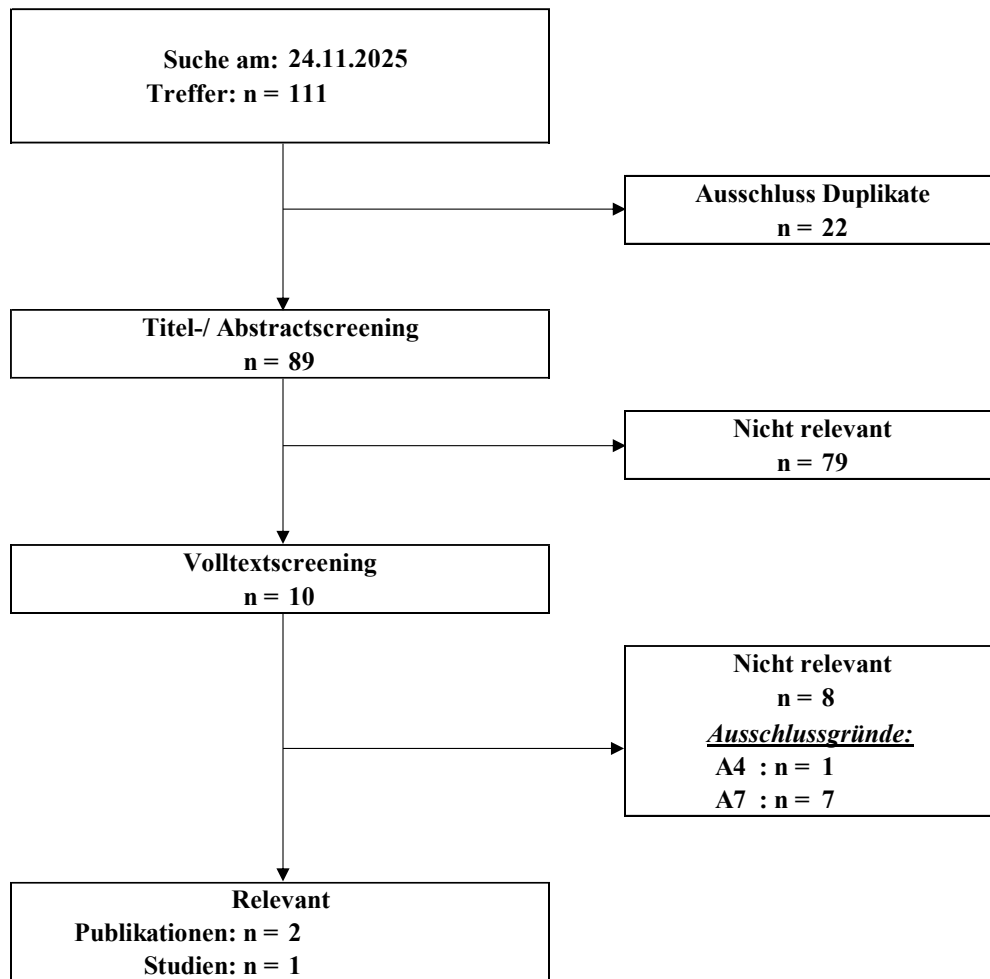 Suche am: 24.11.2025
Treffer: n = 111
Ausschluss Duplikate
n = 22
Titel-/ Abstractscreening
n = 89
Nicht relevant
n = 79
Volltextscreening
n = 10
Nicht relevant
n = 8
Ausschlussgründe:
A4 : n = 1
A7 : n = 7
Relevant
Publikationen: n = 2
Studien: n = 1